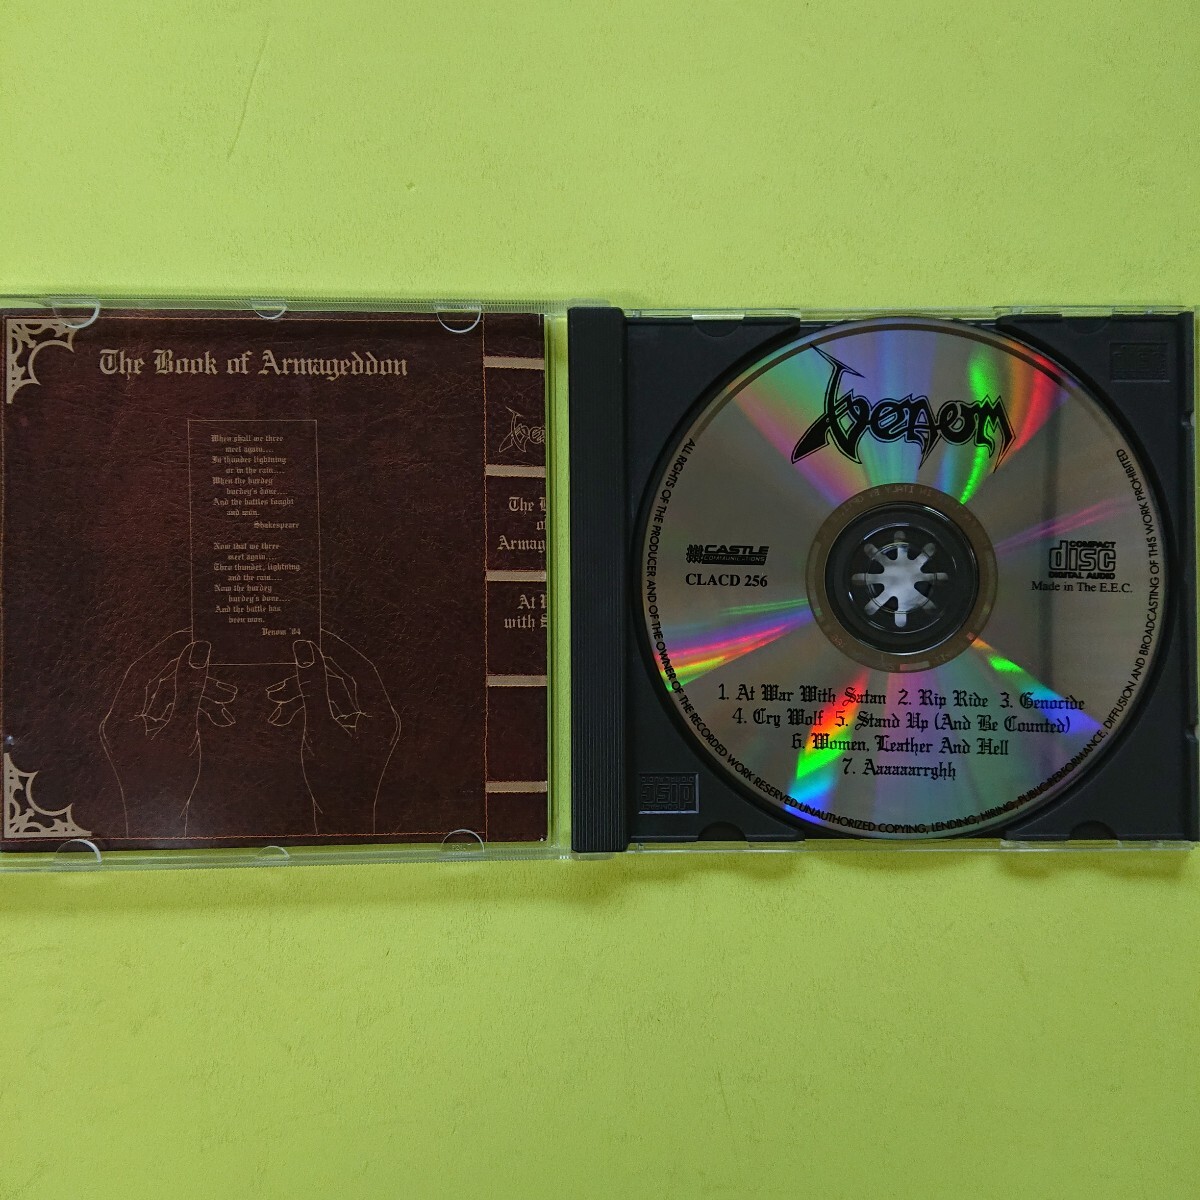 The Book of Armageddon
When shall we three
meet again....
In thunder lightning
or in the rain....
When the hurdey
burdey's done....
And the battles fought
and won.
Shakespeare
Now that we three
meet again....
Thro thunder, lightning
and the rain....
Now the hurdey
burdey's done....
And the battle has
been won.
Venom '84
The B
of
Armag
At W
with S
Venom
CASTLE
COMMUNICATIONS
CLACD 256
COMPACT
disc
DIGITAL AUDIO
Made in The E.E.C.
1. At War With Satan 2. Rip Ride 3. Genocide
4. Cry Wolf 5. Stand Up (And Be Counted)
6. Women, Leather And Hell
7. Aaaaaarrghh
ALL RIGHTS OF THE PRODUCER AND OF THE OWNER OF THE RECORDED WORK RESERVED UNAUTHORIZED COPYING, LENDING, HIRING, PUBLIC PERFORMANCE, DIFFUSION AND BROADCASTING OF THIS WORK PROHIBITED